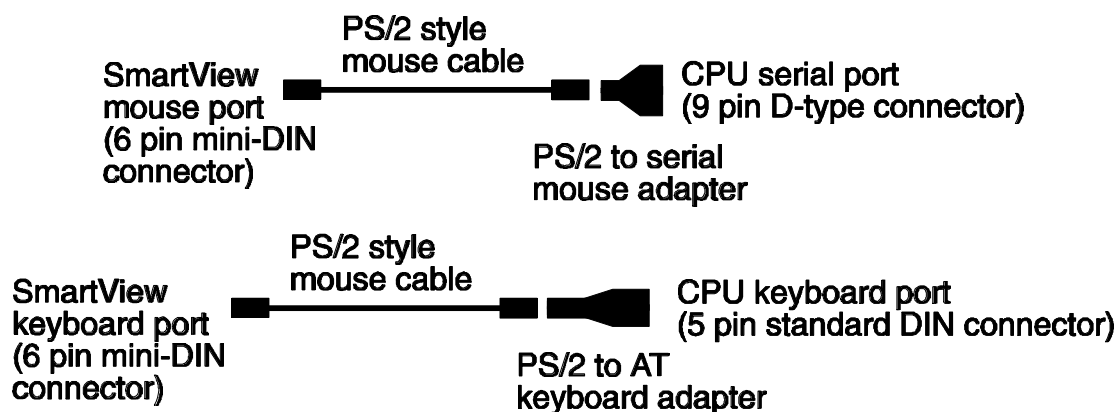 PS/2 style
mouse cable
SmartView
mouse port
(6 pin mini-DIN
connector)
CPU serial port
(9 pin D-type connector)
PS/2 to serial
mouse adapter
PS/2 style
mouse cable
SmartView
keyboard port
(6 pin mini-DIN
connector)
CPU keyboard port
(5 pin standard DIN connector)
PS/2 to AT
keyboard adapter